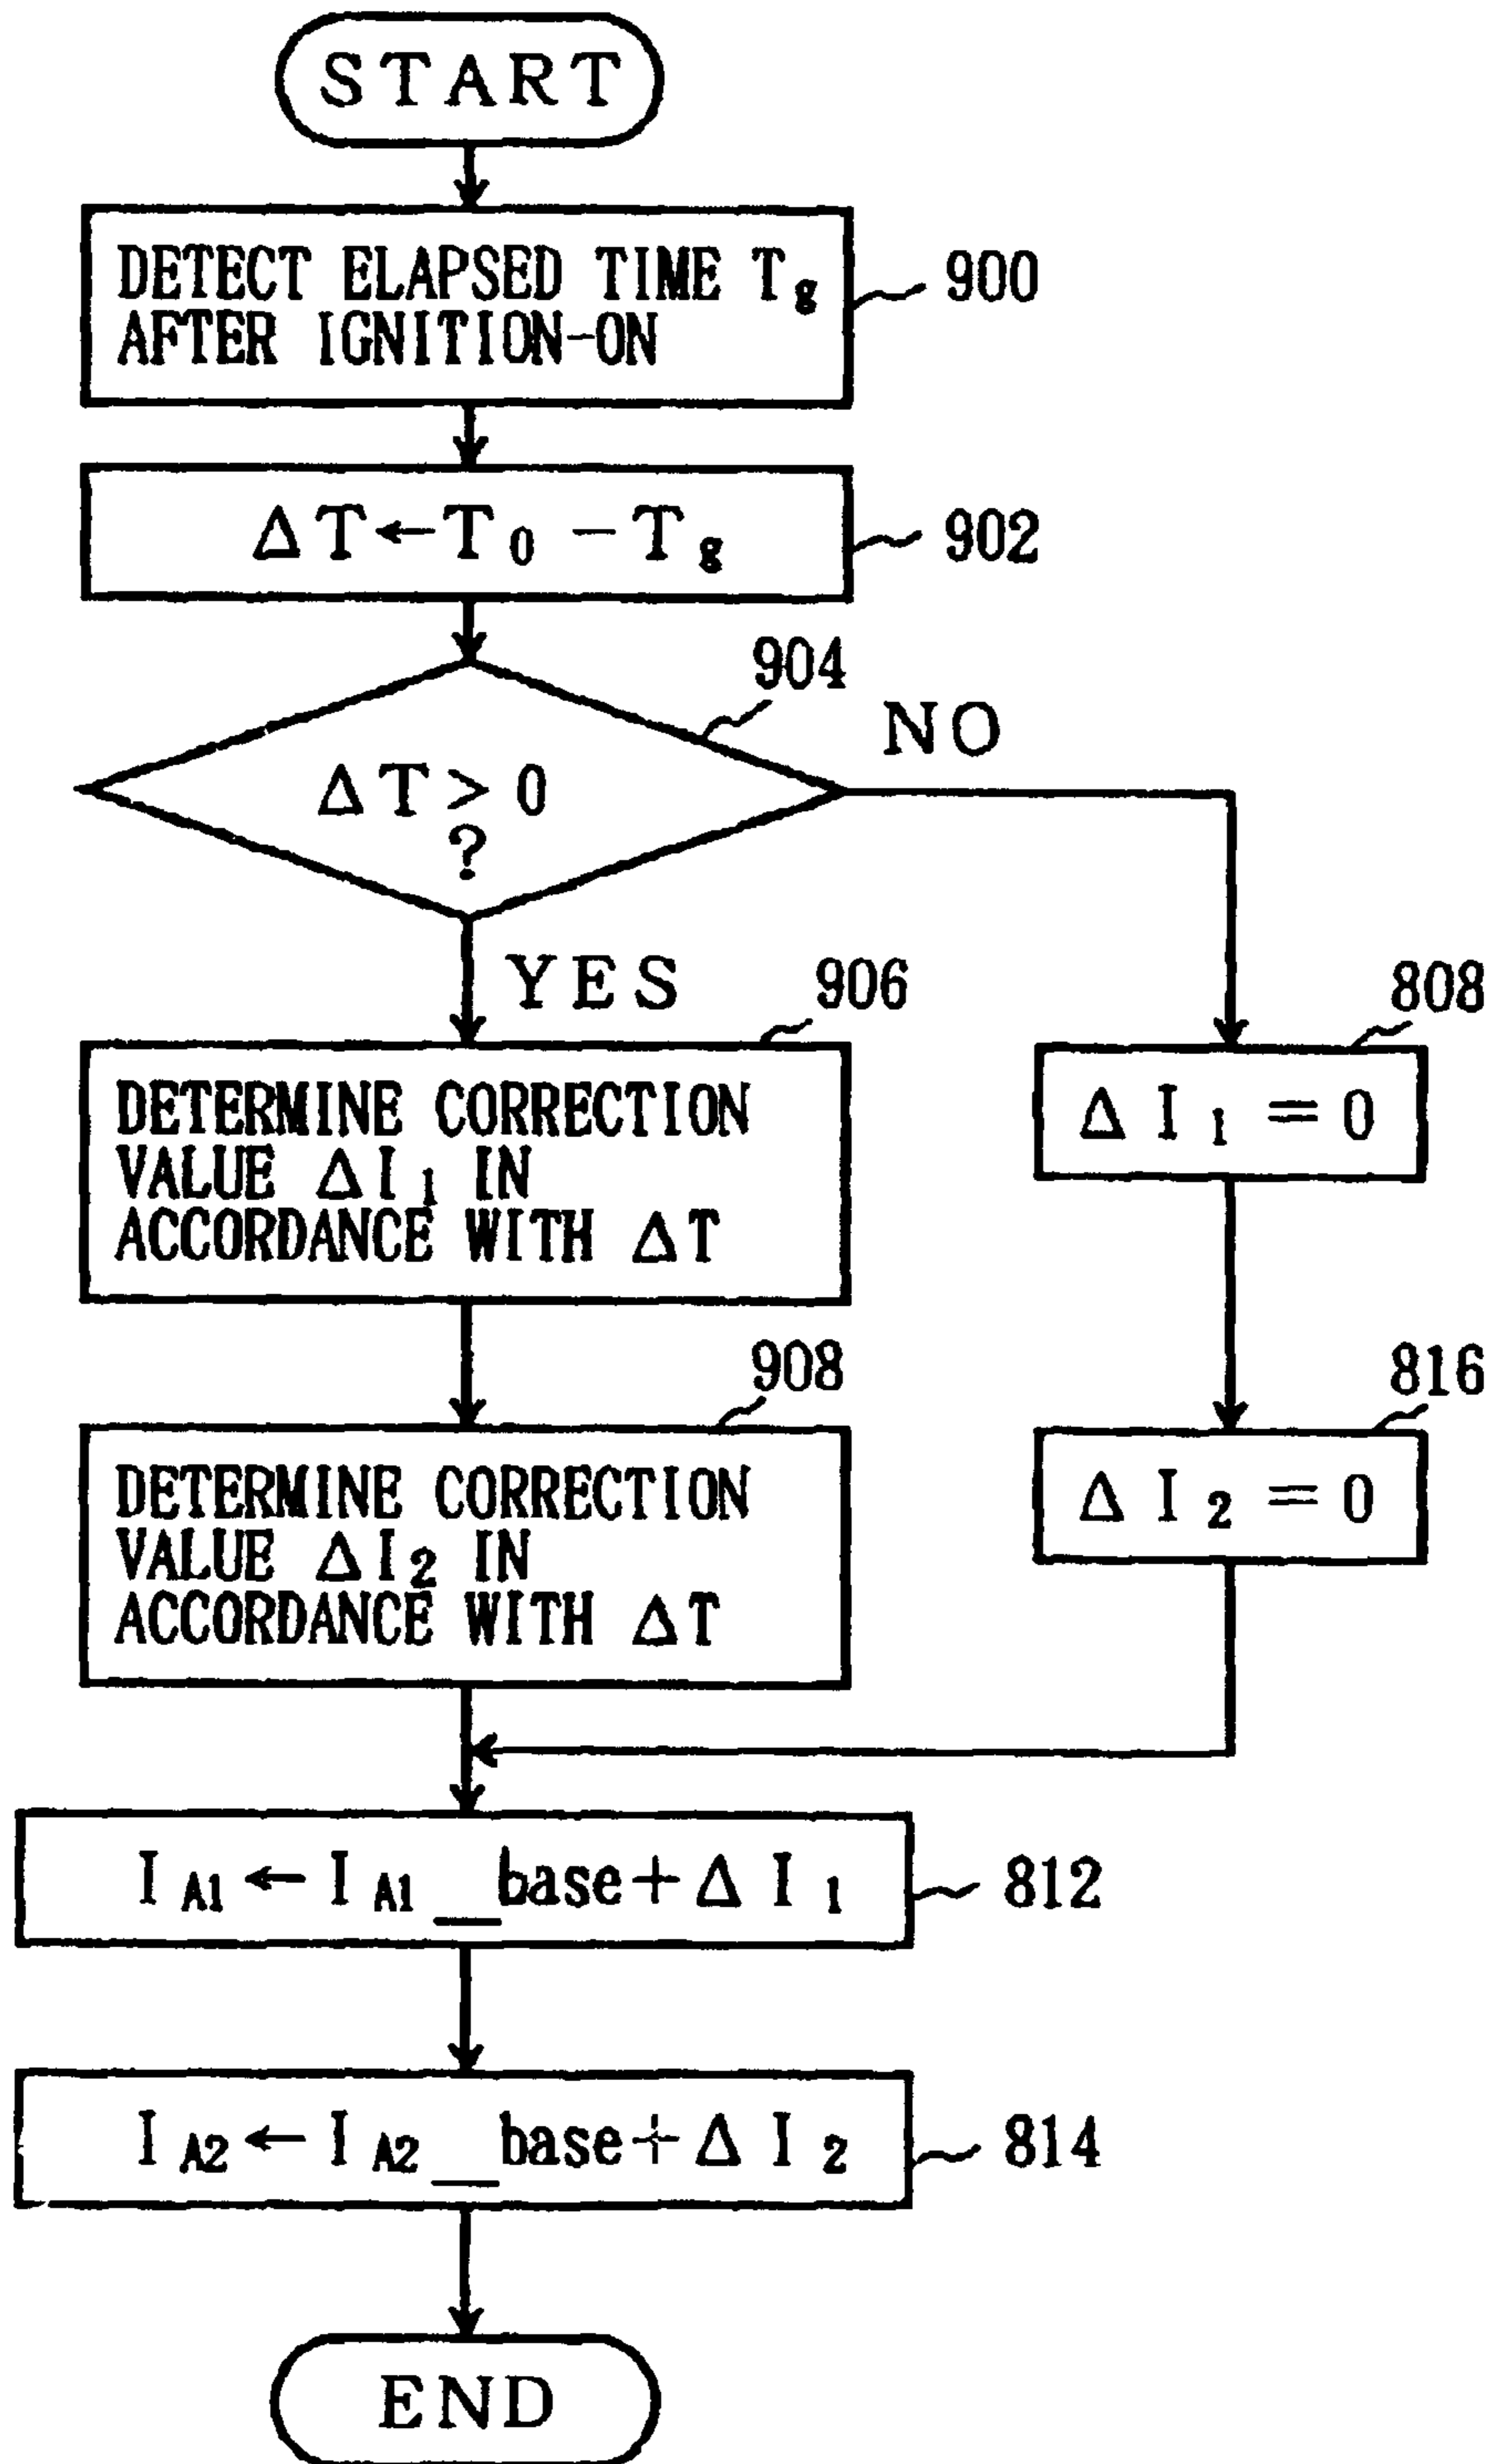 START
DETECT ELAPSED TIME Tg
AFTER IGNITION-ON
900
ΔT←T0−Tg
902
904
ΔT>0
?
NO
YES
906
DETERMINE CORRECTION
VALUE ΔI1 IN
ACCORDANCE WITH ΔT
808
ΔI1=0
908
DETERMINE CORRECTION
VALUE ΔI2 IN
ACCORDANCE WITH ΔT
816
ΔI2=0
IA1←IA1_base+ΔI1
812
IA2←IA2_base+ΔI2
814
END